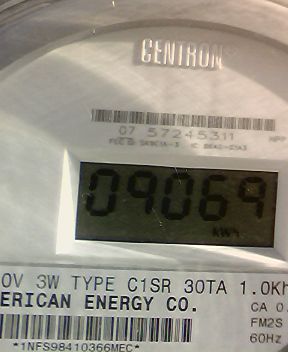 CENTRON
07 57245311
09069
kWh
0V 3W TYPE C1SR 30TA 1.0Kh
ERICAN ENERGY CO.
CA 0.
FM2S
60Hz
*1NFS98410366MEC*